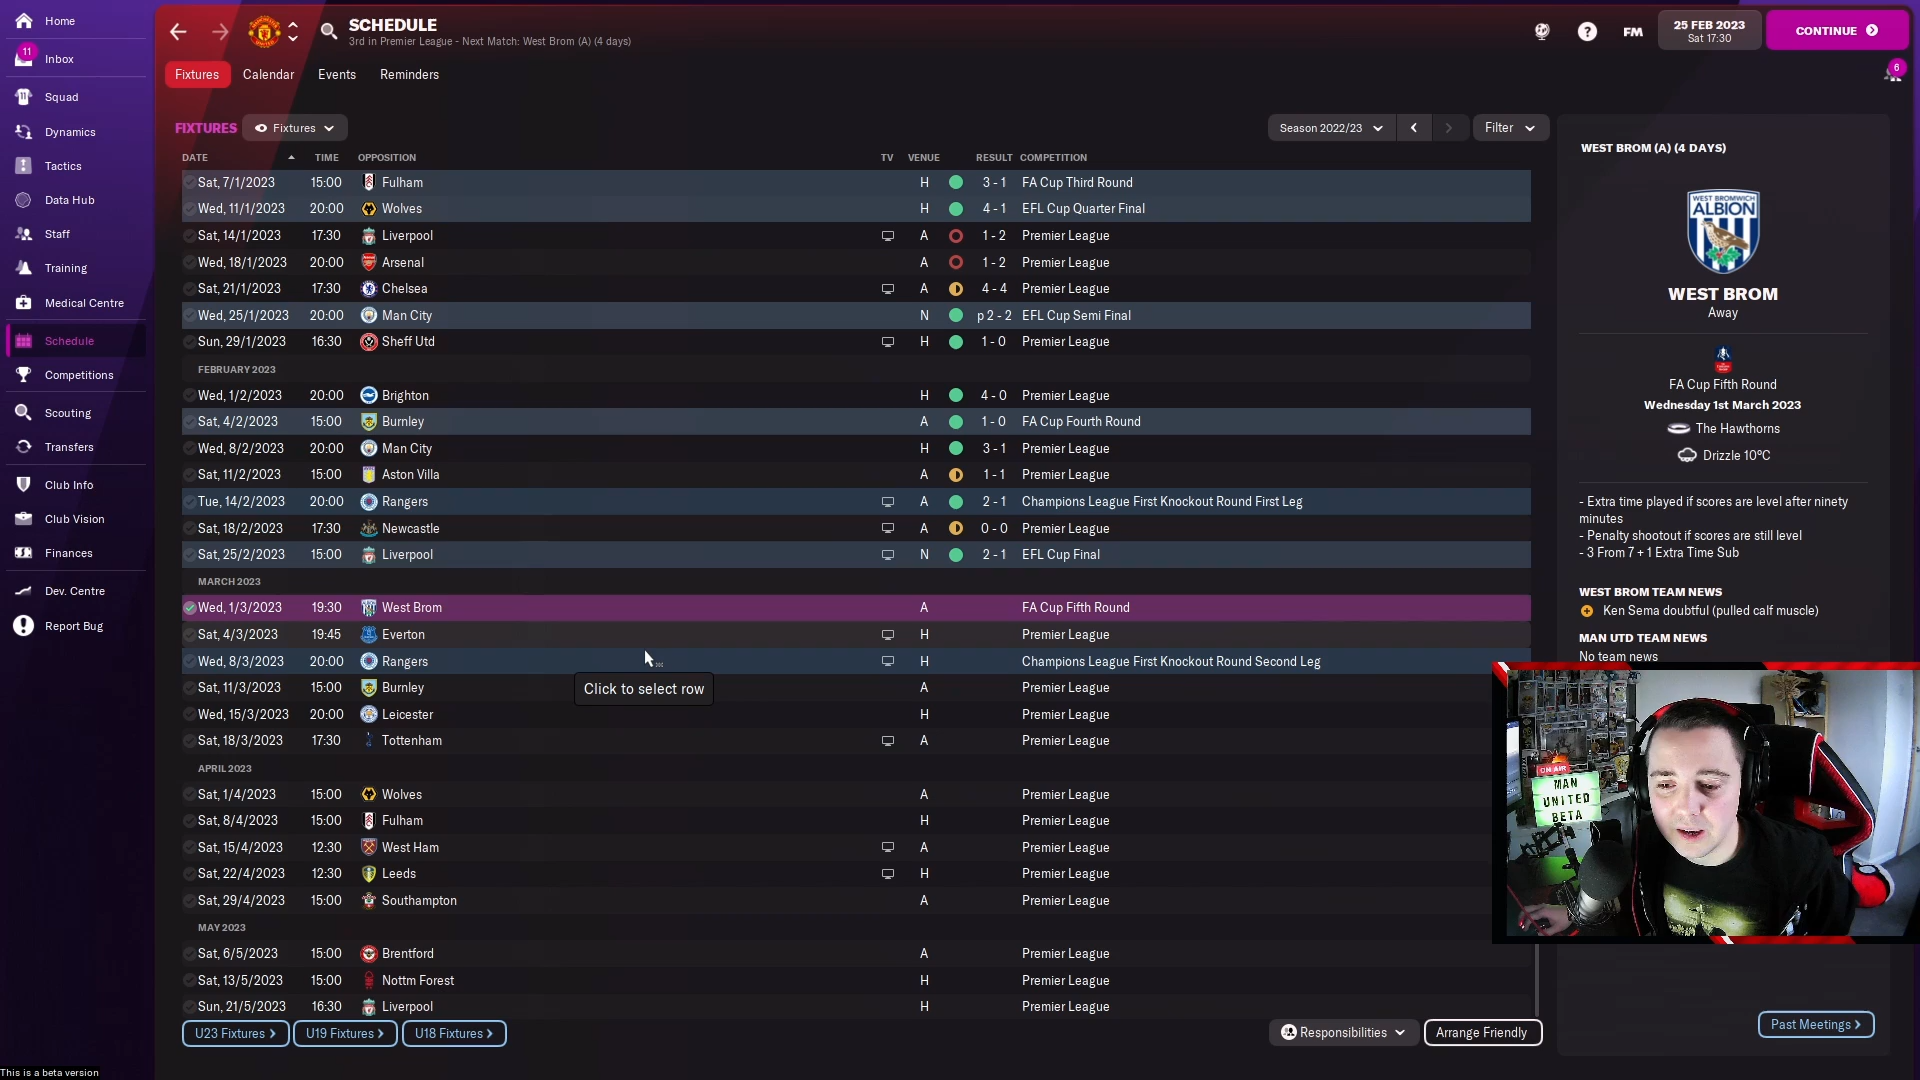 Home
SCHEDULE
3rd in Premier League - Next Match: West Brom (A) (4 days)
FM
25 FEB 2023
Sat 17:30
CONTINUE
11
Inbox
Fixtures
Calendar
Events
Reminders
6
Squad
Dynamics
Tactics
Data Hub
Staff
Training
Medical Centre
Schedule
Competitions
Scouting
Transfers
Club Info
Club Vision
Finances
Dev. Centre
Report Bug
FIXTURES
Fixtures
Season 2022/23
Filter
DATE TIME OPPOSITION TV VENUE RESULT COMPETITION
Sat, 7/1/2023 15:00 Fulham H 3 - 1 FA Cup Third Round
Wed, 11/1/2023 20:00 Wolves H 4 - 1 EFL Cup Quarter Final
Sat, 14/1/2023 17:30 Liverpool A 1 - 2 Premier League
Wed, 18/1/2023 20:00 Arsenal A 1 - 2 Premier League
Sat, 21/1/2023 17:30 Chelsea A 4 - 4 Premier League
Wed, 25/1/2023 20:00 Man City N p 2 - 2 EFL Cup Semi Final
Sun, 29/1/2023 16:30 Sheff Utd H 1 - 0 Premier League
FEBRUARY 2023
Wed, 1/2/2023 20:00 Brighton H 4 - 0 Premier League
Sat, 4/2/2023 15:00 Burnley A 1 - 0 FA Cup Fourth Round
Wed, 8/2/2023 20:00 Man City H 3 - 1 Premier League
Sat, 11/2/2023 15:00 Aston Villa A 1 - 1 Premier League
Tue, 14/2/2023 20:00 Rangers A 2 - 1 Champions League First Knockout Round First Leg
Sat, 18/2/2023 17:30 Newcastle A 0 - 0 Premier League
Sat, 25/2/2023 15:00 Liverpool N 2 - 1 EFL Cup Final
MARCH 2023
Wed, 1/3/2023 19:30 West Brom A FA Cup Fifth Round
Sat, 4/3/2023 19:45 Everton H Premier League
Wed, 8/3/2023 20:00 Rangers H Champions League First Knockout Round Second Leg
Sat, 11/3/2023 15:00 Burnley A Premier League
Click to select row
Wed, 15/3/2023 20:00 Leicester H Premier League
Sat, 18/3/2023 17:30 Tottenham A Premier League
APRIL 2023
Sat, 1/4/2023 15:00 Wolves A Premier League
Sat, 8/4/2023 15:00 Fulham H Premier League
Sat, 15/4/2023 12:30 West Ham A Premier League
Sat, 22/4/2023 12:30 Leeds H Premier League
Sat, 29/4/2023 15:00 Southampton A Premier League
MAY 2023
Sat, 6/5/2023 15:00 Brentford A Premier League
Sat, 13/5/2023 15:00 Nottm Forest H Premier League
Sun, 21/5/2023 16:30 Liverpool H Premier League
U23 Fixtures
U19 Fixtures
U18 Fixtures
Responsibilities
Arrange Friendly
WEST BROM (A) (4 DAYS)
WEST BROMWICH
ALBION
WEST BROM
Away
FA Cup Fifth Round
Wednesday 1st March 2023
The Hawthorns
Drizzle 10ºC
- Extra time played if scores are level after ninety
minutes
- Penalty shootout if scores are still level
- 3 From 7 + 1 Extra Time Sub
WEST BROM TEAM NEWS
Ken Sema doubtful (pulled calf muscle)
MAN UTD TEAM NEWS
No team news
ON AIR
MAN
UNITED
BETA
Past Meetings
This is a beta version